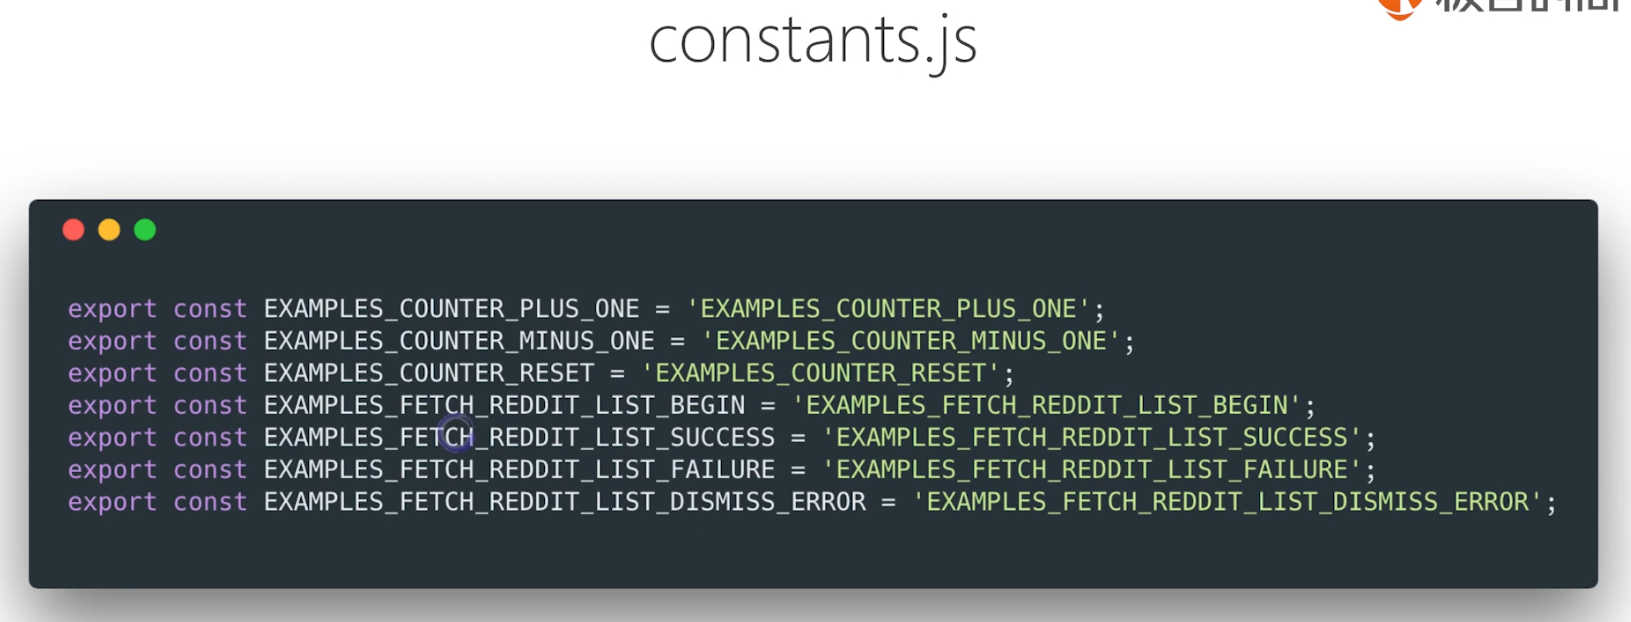 constants.js
export const EXAMPLES_COUNTER_PLUS_ONE = 'EXAMPLES_COUNTER_PLUS_ONE';
export const EXAMPLES_COUNTER_MINUS_ONE = 'EXAMPLES_COUNTER_MINUS_ONE';
export const EXAMPLES_COUNTER_RESET = 'EXAMPLES_COUNTER_RESET';
export const EXAMPLES_FETCH_REDDIT_LIST_BEGIN = 'EXAMPLES_FETCH_REDDIT_LIST_BEGIN';
export const EXAMPLES_FETCH_REDDIT_LIST_SUCCESS = 'EXAMPLES_FETCH_REDDIT_LIST_SUCCESS';
export const EXAMPLES_FETCH_REDDIT_LIST_FAILURE = 'EXAMPLES_FETCH_REDDIT_LIST_FAILURE';
export const EXAMPLES_FETCH_REDDIT_LIST_DISMISS_ERROR = 'EXAMPLES_FETCH_REDDIT_LIST_DISMISS_ERROR';